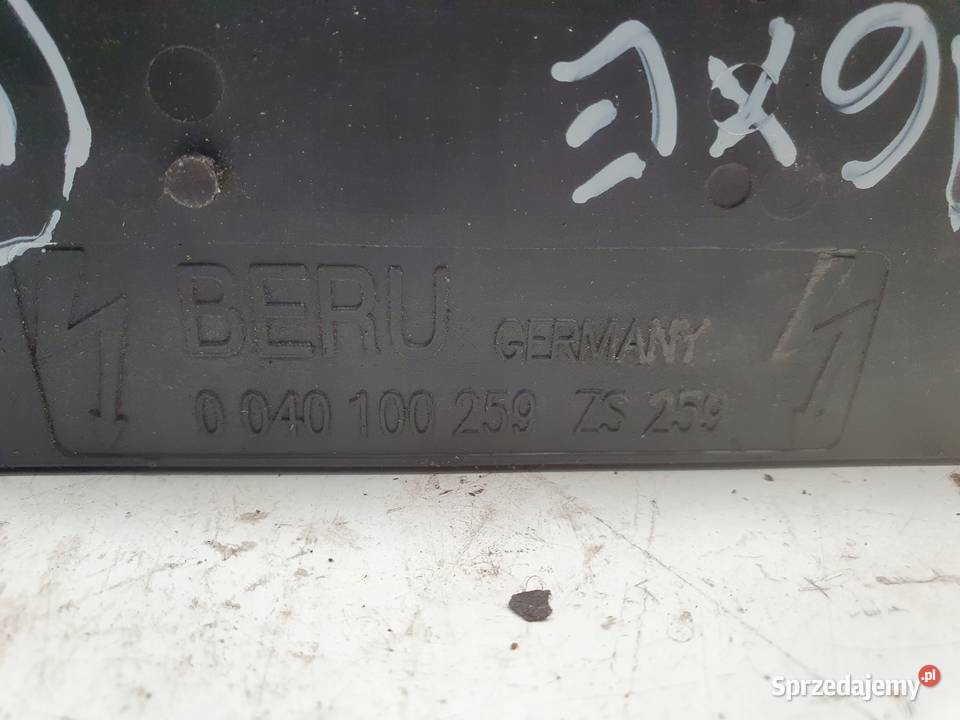 BERU GERMANY
0 040 100 259 ZS 259
Sprzedajemy.pl